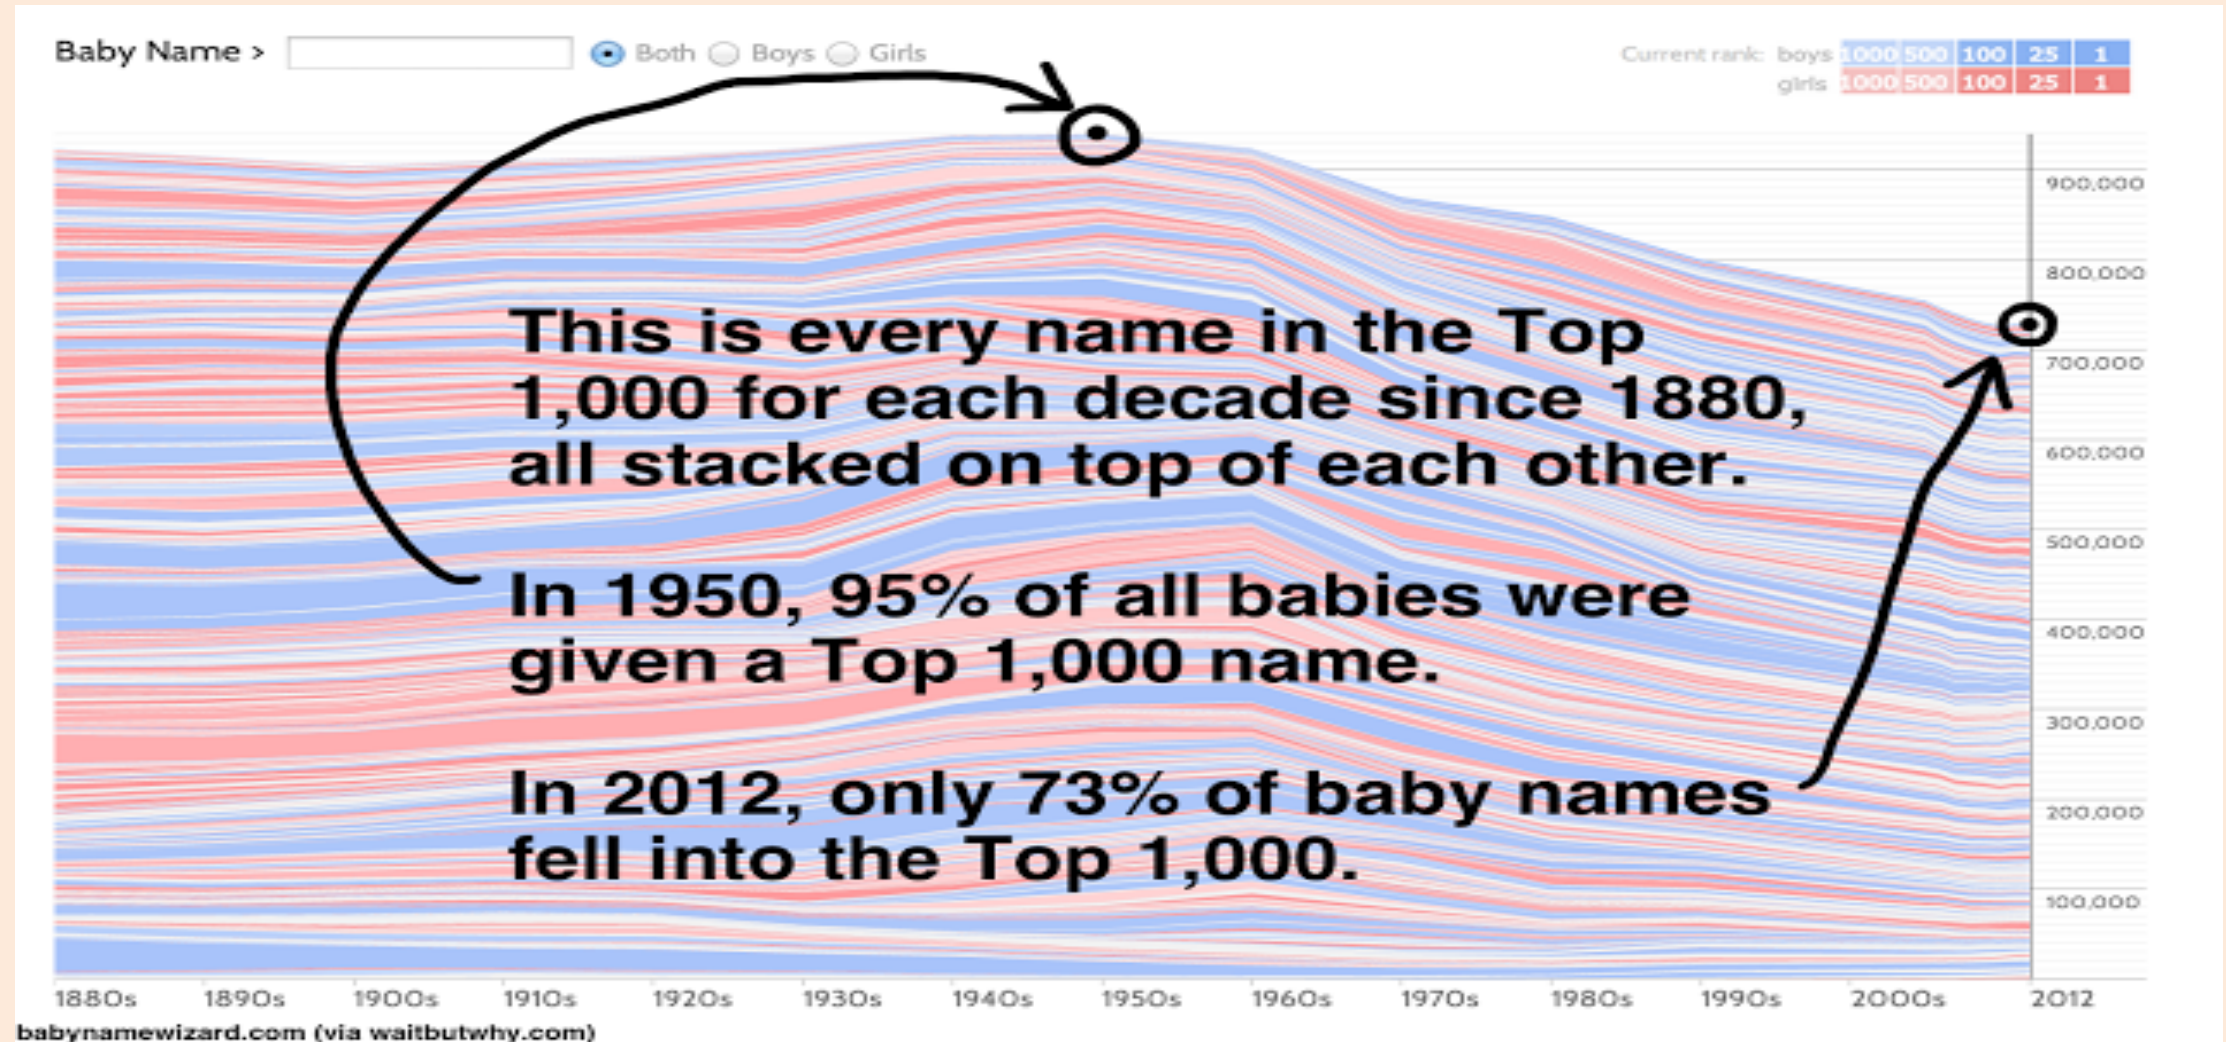 Baby Name >
Both Boys Girls
Current rank: boys 1000 500 100 25 1
girls 1000 500 100 25 1
900,000
800,000
This is every name in the Top
700,000
1,000 for each decade since 1880,
600,000
all stacked on top of each other.
500,000
In 1950, 95% of all babies were
400,000
given a Top 1,000 name.
300,000
In 2012, only 73% of baby names
200,000
fell into the Top 1,000.
100,000
1880s 1890s 1900s 1910s 1920s 1930s 1940s 1950s 1960s 1970s 1980s 1990s 2000s 2012
babynamewizard.com (via waitbutwhy.com)